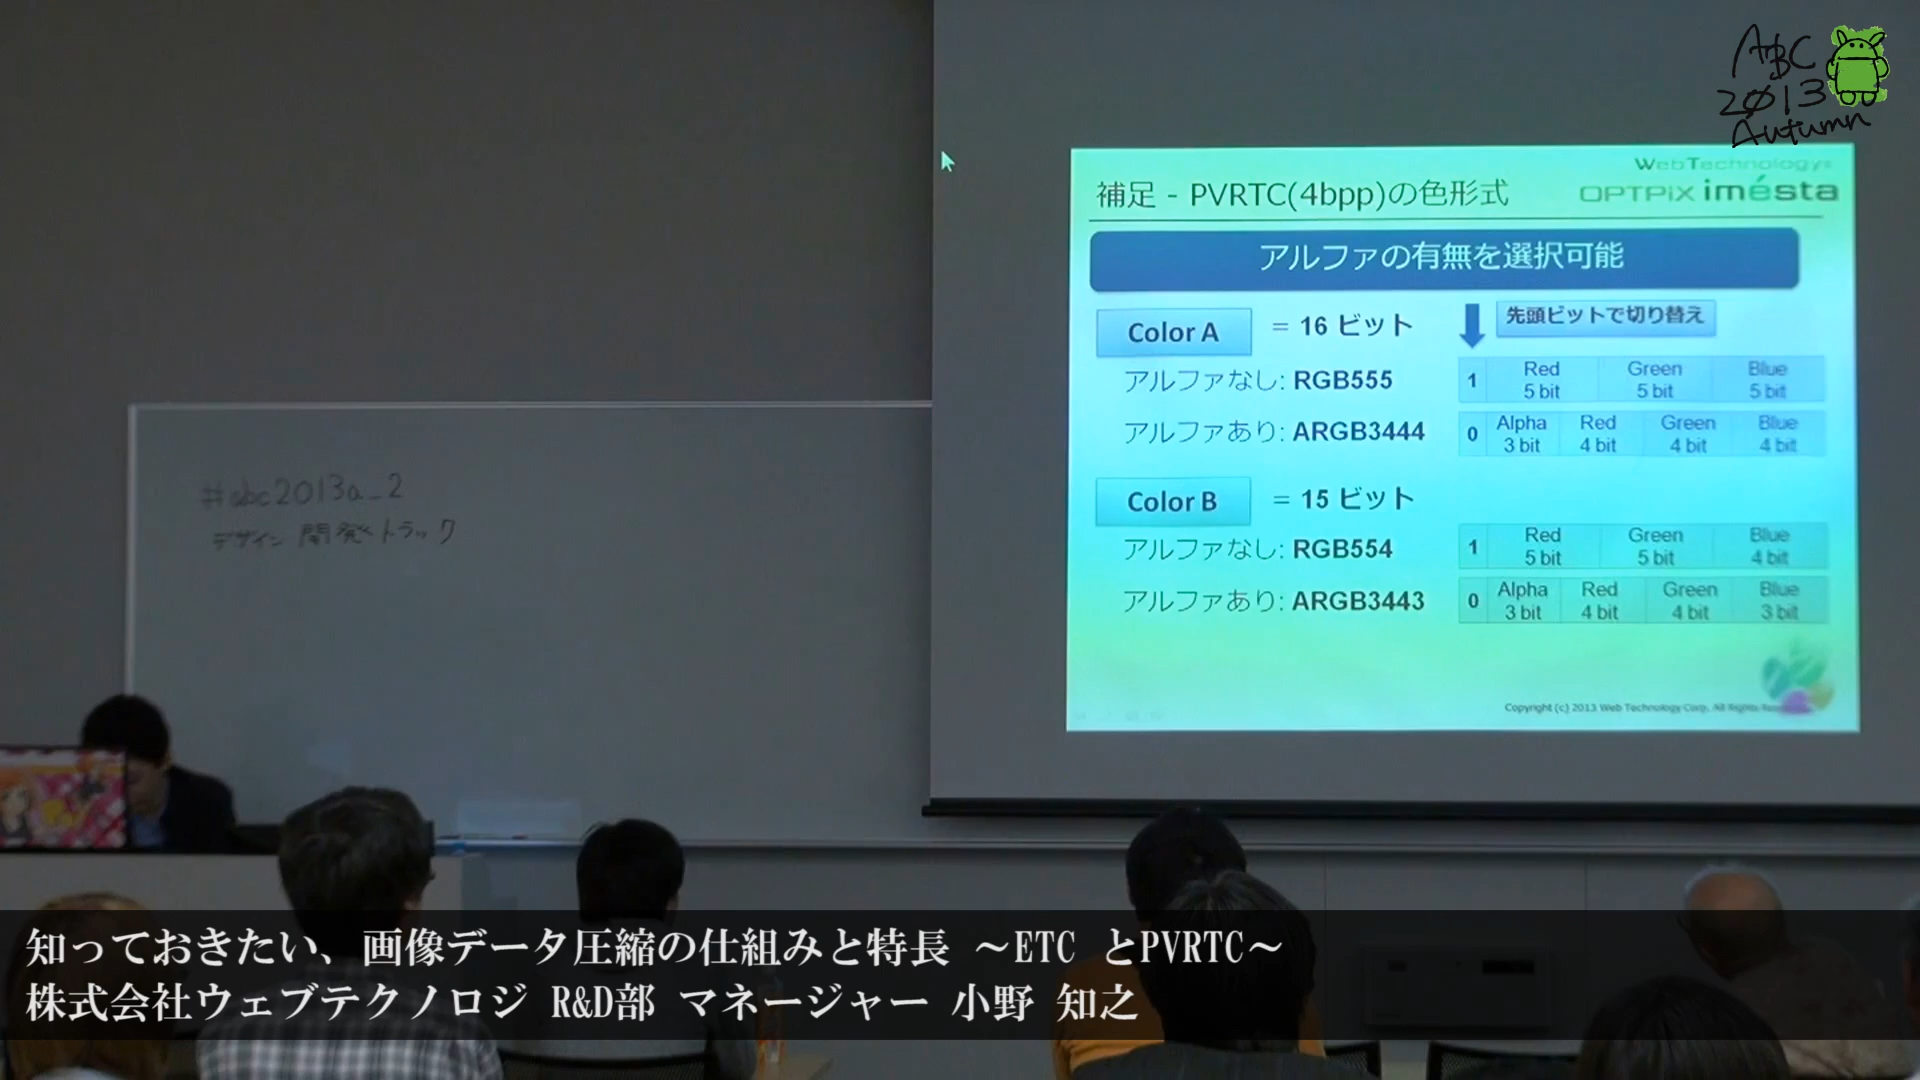 ABC
2013
Autumn
WebTechnology
OPTPiX imésta
補足 - PVRTC(4bpp)の色形式
アルファの有無を選択可能
Color A = 16 ビット
先頭ビットで切り替え
アルファなし: RGB555
1 Red 5 bit Green 5 bit Blue 5 bit
アルファあり: ARGB3444
0 Alpha 3 bit Red 4 bit Green 4 bit Blue 4 bit
Color B = 15 ビット
アルファなし: RGB554
1 Red 5 bit Green 5 bit Blue 4 bit
アルファあり: ARGB3443
0 Alpha 3 bit Red 4 bit Green 4 bit Blue 3 bit
Copyright (c) 2013 Web Technology Corp. All Rights
#abc2013a_2
デザイン 開発トラック
知っておきたい、画像データ圧縮の仕組みと特長 ～ETC とPVRTC～
株式会社ウェブテクノロジ R&D部 マネージャー 小野 知之